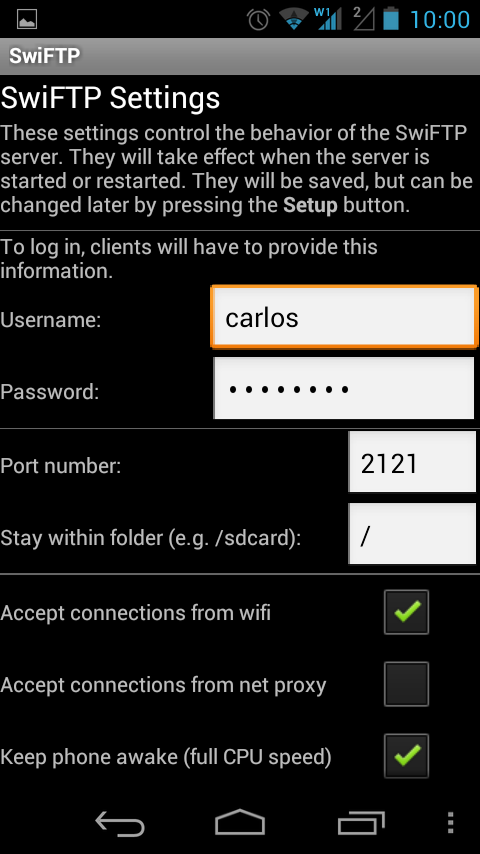 W1 2 10:00
SwiFTP
SwiFTP Settings
These settings control the behavior of the SwiFTP
server. They will take effect when the server is
started or restarted. They will be saved, but can be
changed later by pressing the Setup button.
To log in, clients will have to provide this
information.
Username: carlos
Password: ••••••••
Port number: 2121
Stay within folder (e.g. /sdcard): /
Accept connections from wifi
Accept connections from net proxy
Keep phone awake (full CPU speed)